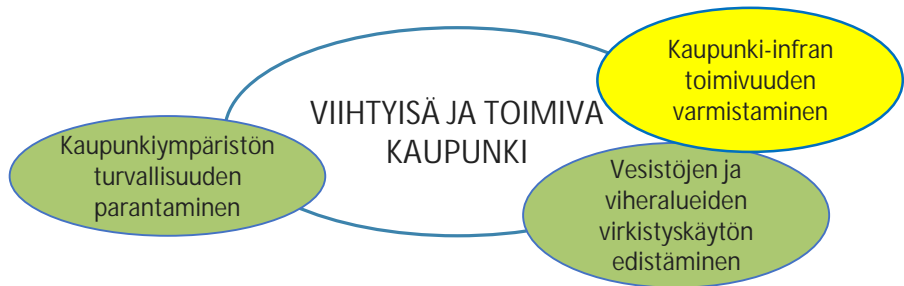 VIIHTYISÄ JA TOIMIVA
KAUPUNKI
Kaupunki-infran
toimivuuden
varmistaminen
Kaupunkiympäristön
turvallisuuden
parantaminen
Vesistöjen ja
viheralueiden
virkistyskäytön
edistäminen